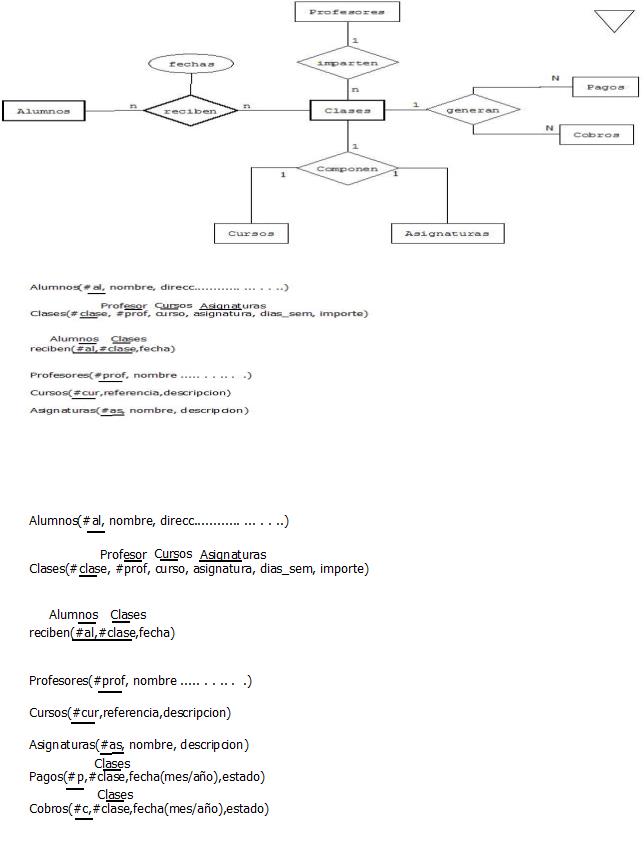 Profesores
1
fechas
imparten
n
N
Pagos
Alumnos
n
reciben
n
Clases
1
generan
N
Cobros
1
Componen
1
1
Cursos
Asignaturas
Alumnos(#al, nombre, direcc............ ... . . ..)
Profesor Cursos Asignaturas
Clases(#clase, #prof, curso, asignatura, dias_sem, importe)
Alumnos Clases
reciben(#al,#clase,fecha)
Profesores(#prof, nombre ..... . . .. . .)
Cursos(#cur,referencia,descripcion)
Asignaturas(#as, nombre, descripcion)
Alumnos(#al, nombre, direcc............ ... . . ..)
Profesor Cursos Asignaturas
Clases(#clase, #prof, curso, asignatura, dias_sem, importe)
Alumnos Clases
reciben(#al,#clase,fecha)
Profesores(#prof, nombre ..... . . .. . .)
Cursos(#cur,referencia,descripcion)
Asignaturas(#as, nombre, descripcion)
Clases
Pagos(#p,#clase,fecha(mes/año),estado)
Clases
Cobros(#c,#clase,fecha(mes/año),estado)